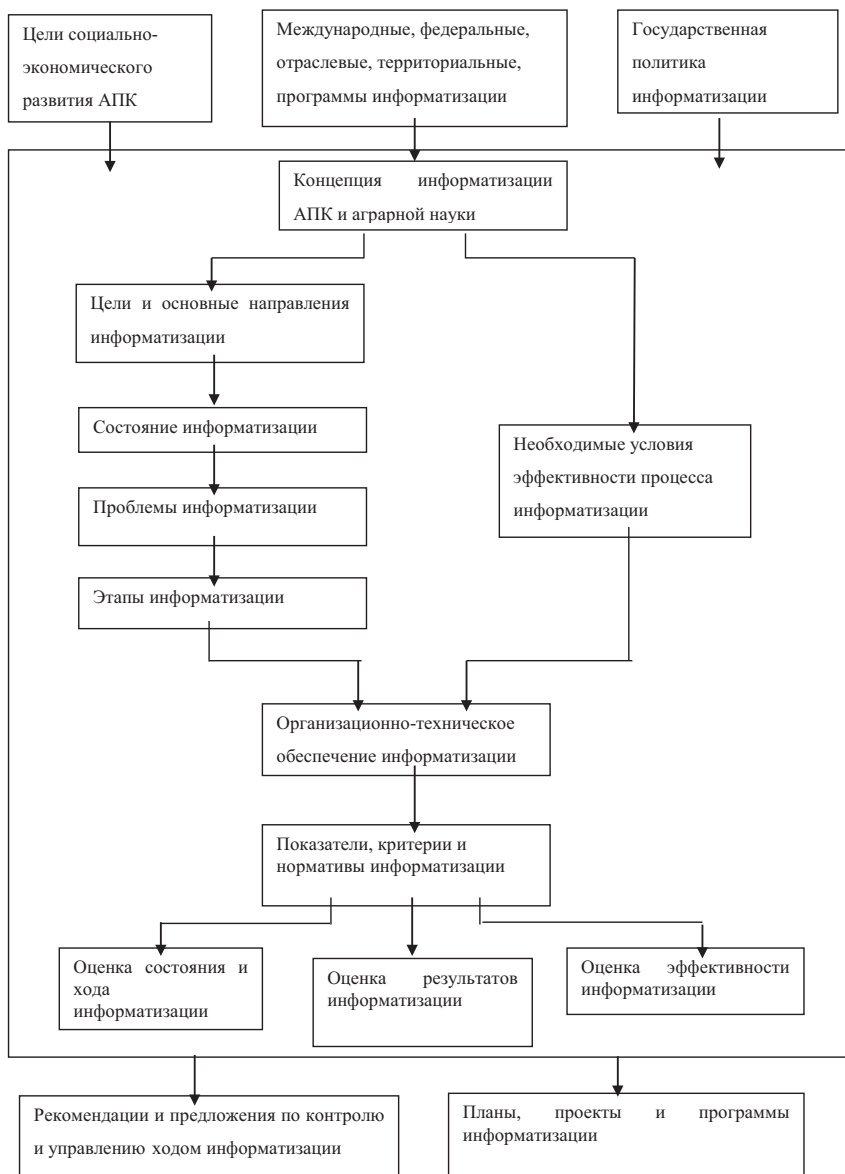 Цели социально-
экономического
развития АПК
Международные, федеральные,
отраслевые, территориальные,
программы информатизации
Государственная
политика
информатизации
Концепция информатизации
АПК и аграрной науки
Цели и основные направления
информатизации
Состояние информатизации
Проблемы информатизации
Этапы информатизации
Необходимые условия
эффективности процесса
информатизации
Организационно-техническое
обеспечение информатизации
Показатели, критерии и
нормативы информатизации
Оценка состояния и
хода
информатизации
Оценка результатов
информатизации
Оценка эффективности
информатизации
Рекомендации и предложения по контролю
и управлению ходом информатизации
Планы, проекты и программы
информатизации